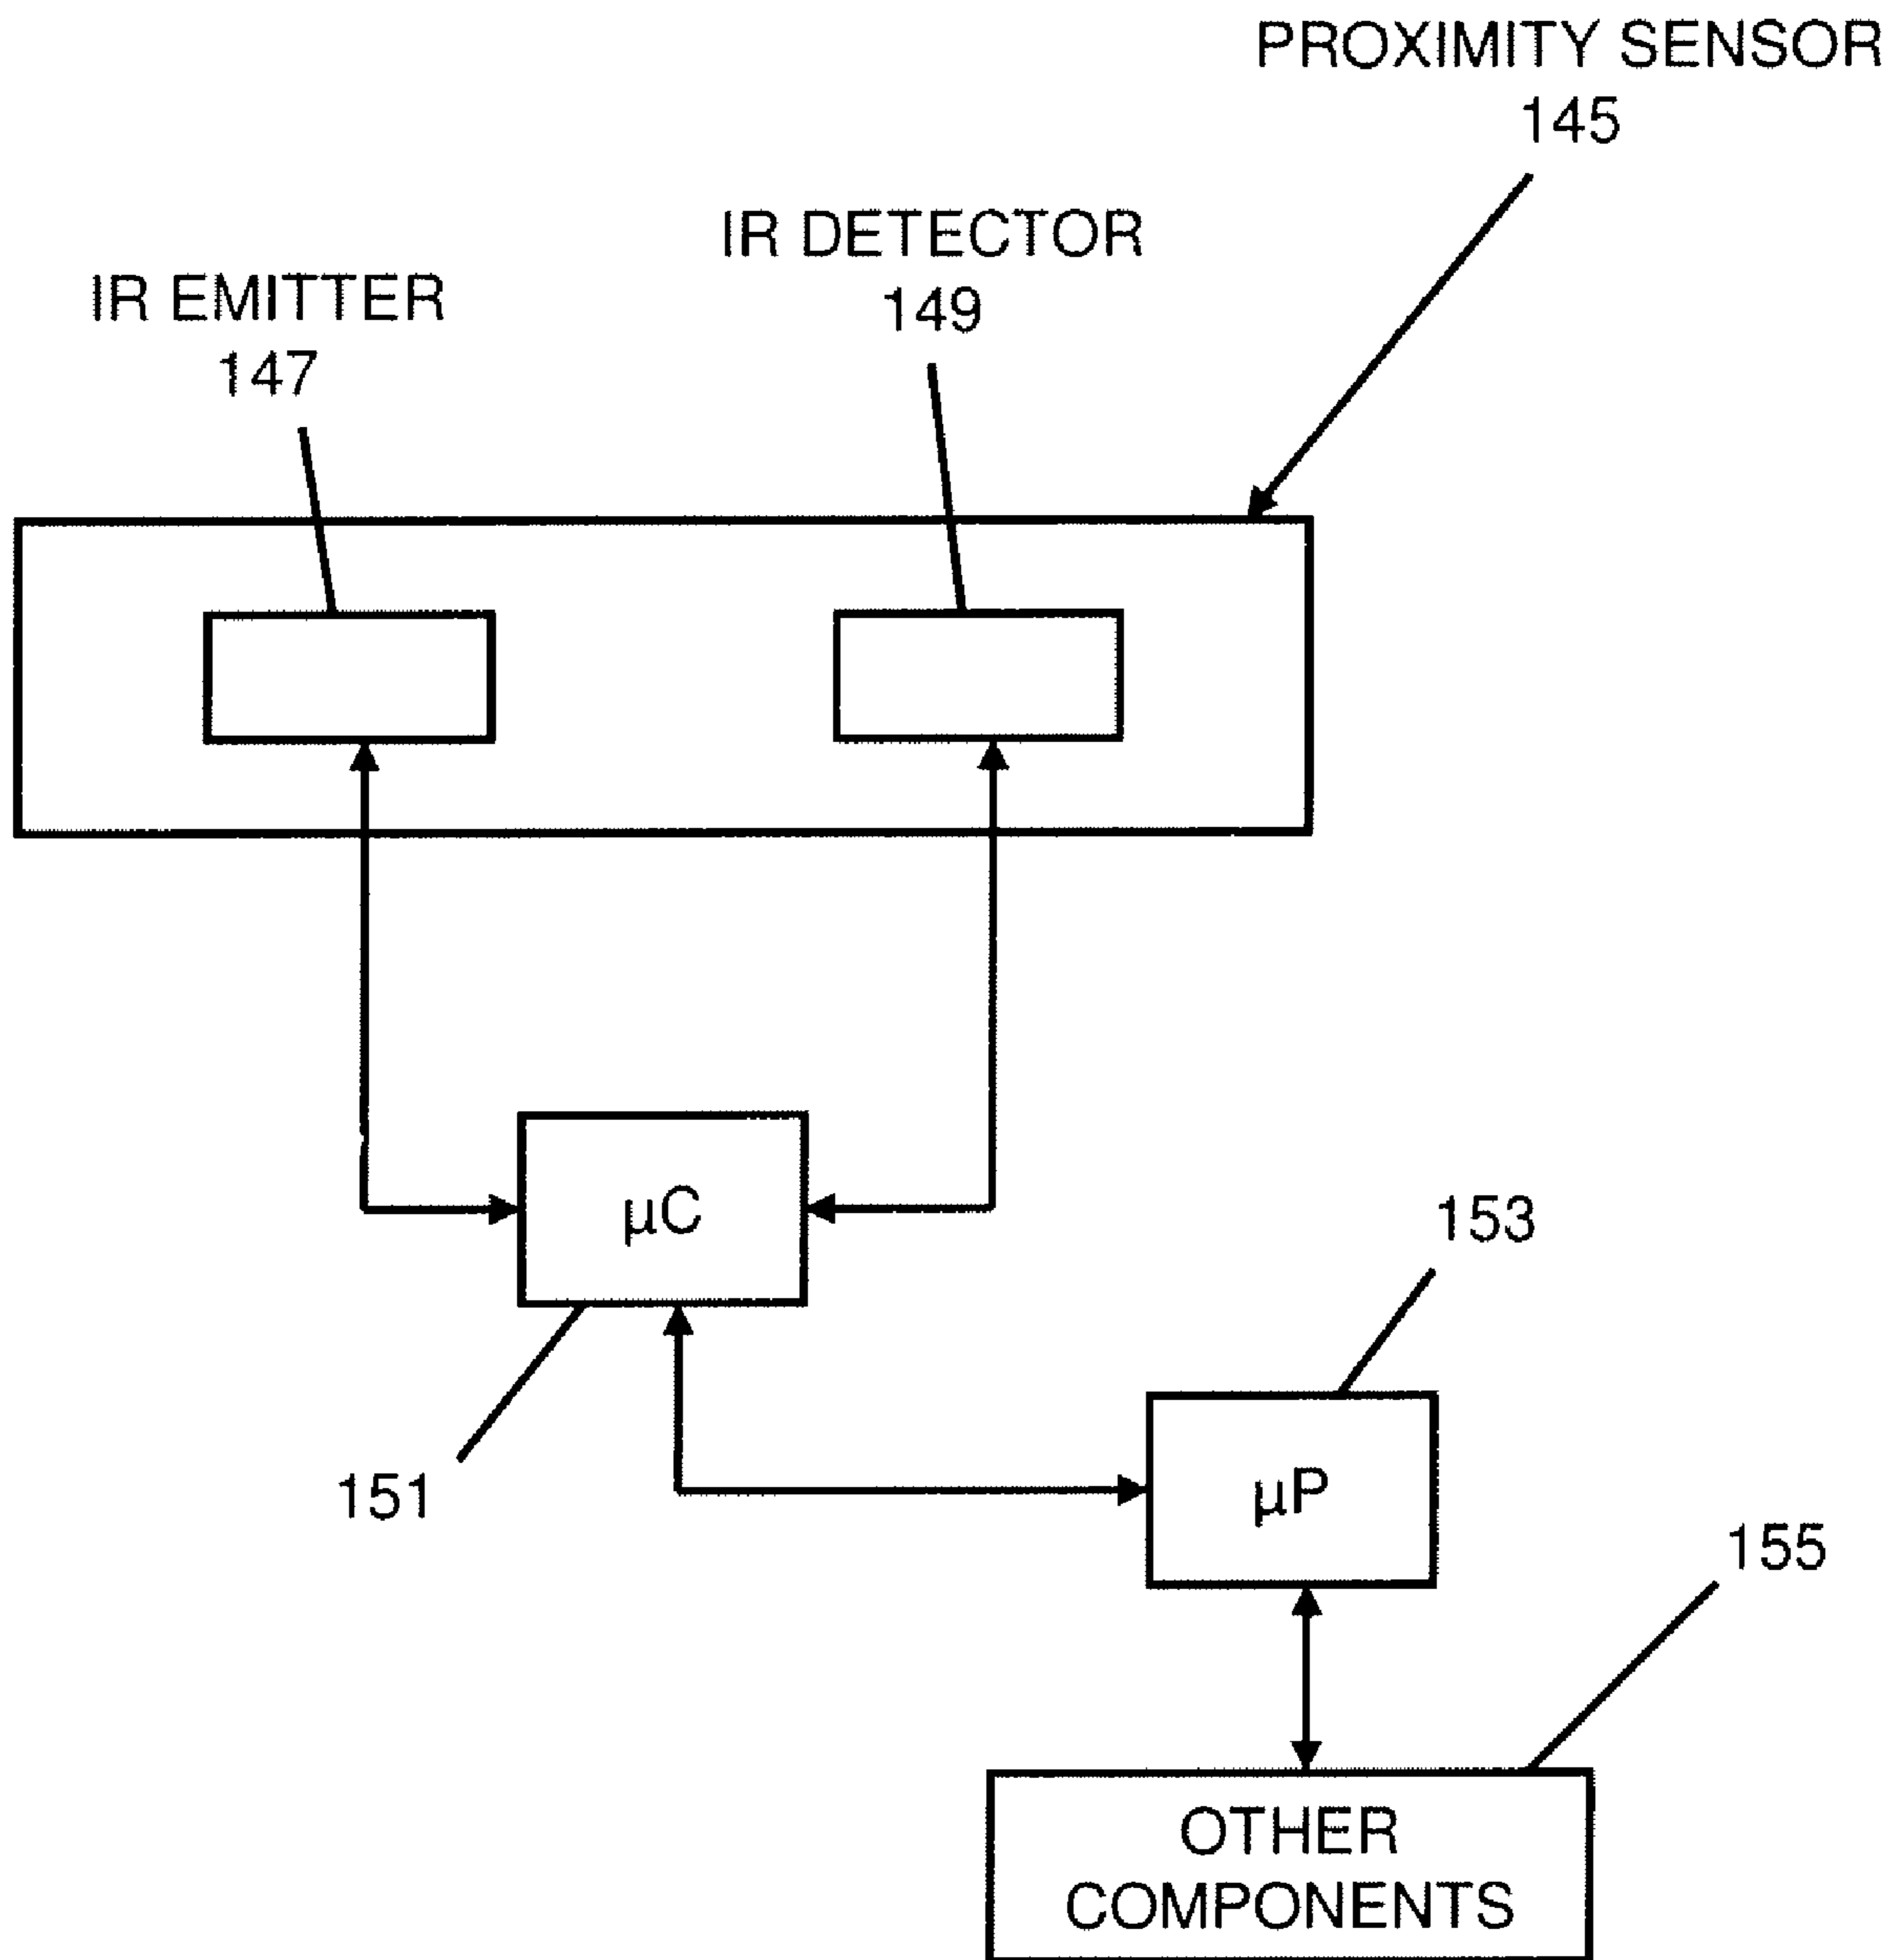 PROXIMITY SENSOR
145
IR DETECTOR
149
IR EMITTER
147
µC
153
151
µP
155
OTHER
COMPONENTS